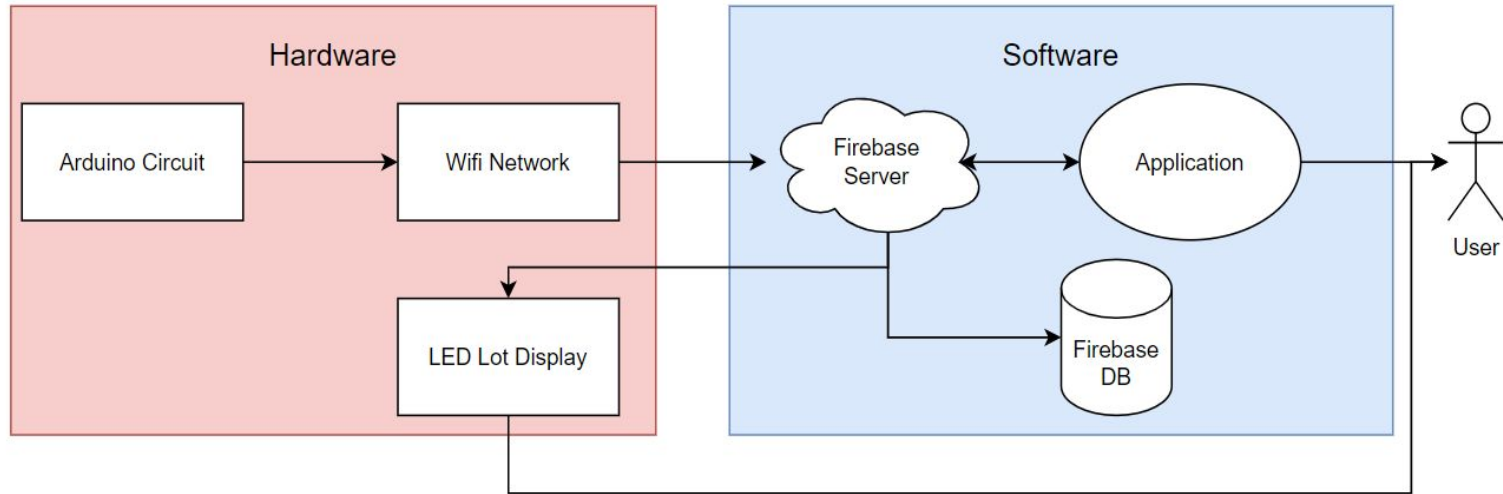 Hardware
Software
Arduino Circuit
Wifi Network
Firebase
Server
Application
User
LED Lot Display
Firebase
DB